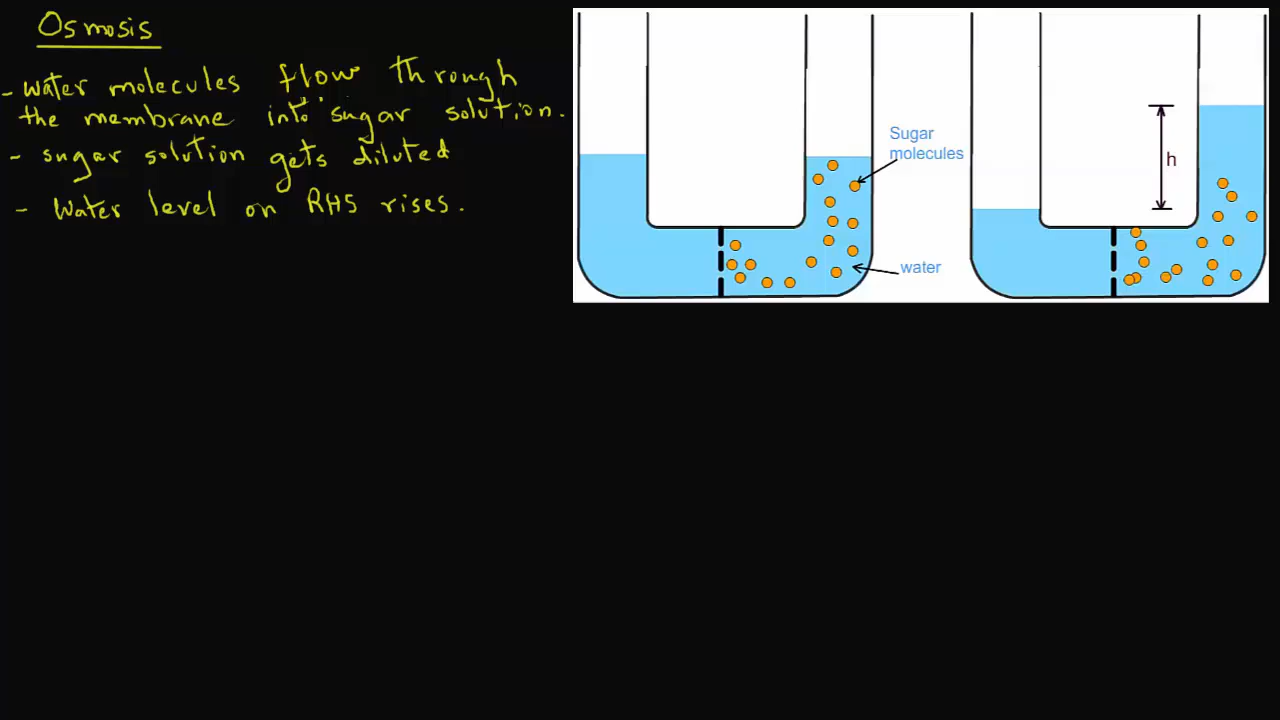 Osmosis
- water molecules flow through
the membrane into sugar solution.
- sugar solution gets diluted
- Water level on RHS rises.
Sugar
molecules
water
h